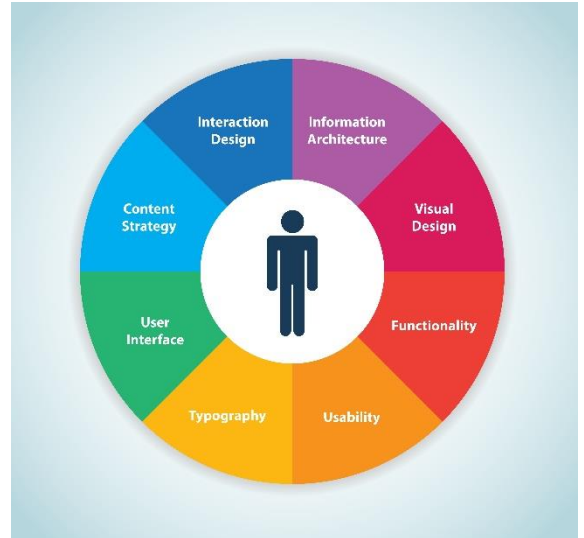 Interaction
Design
Information
Architecture
Visual
Design
Functionality
Usability
Typography
User
Interface
Content
Strategy